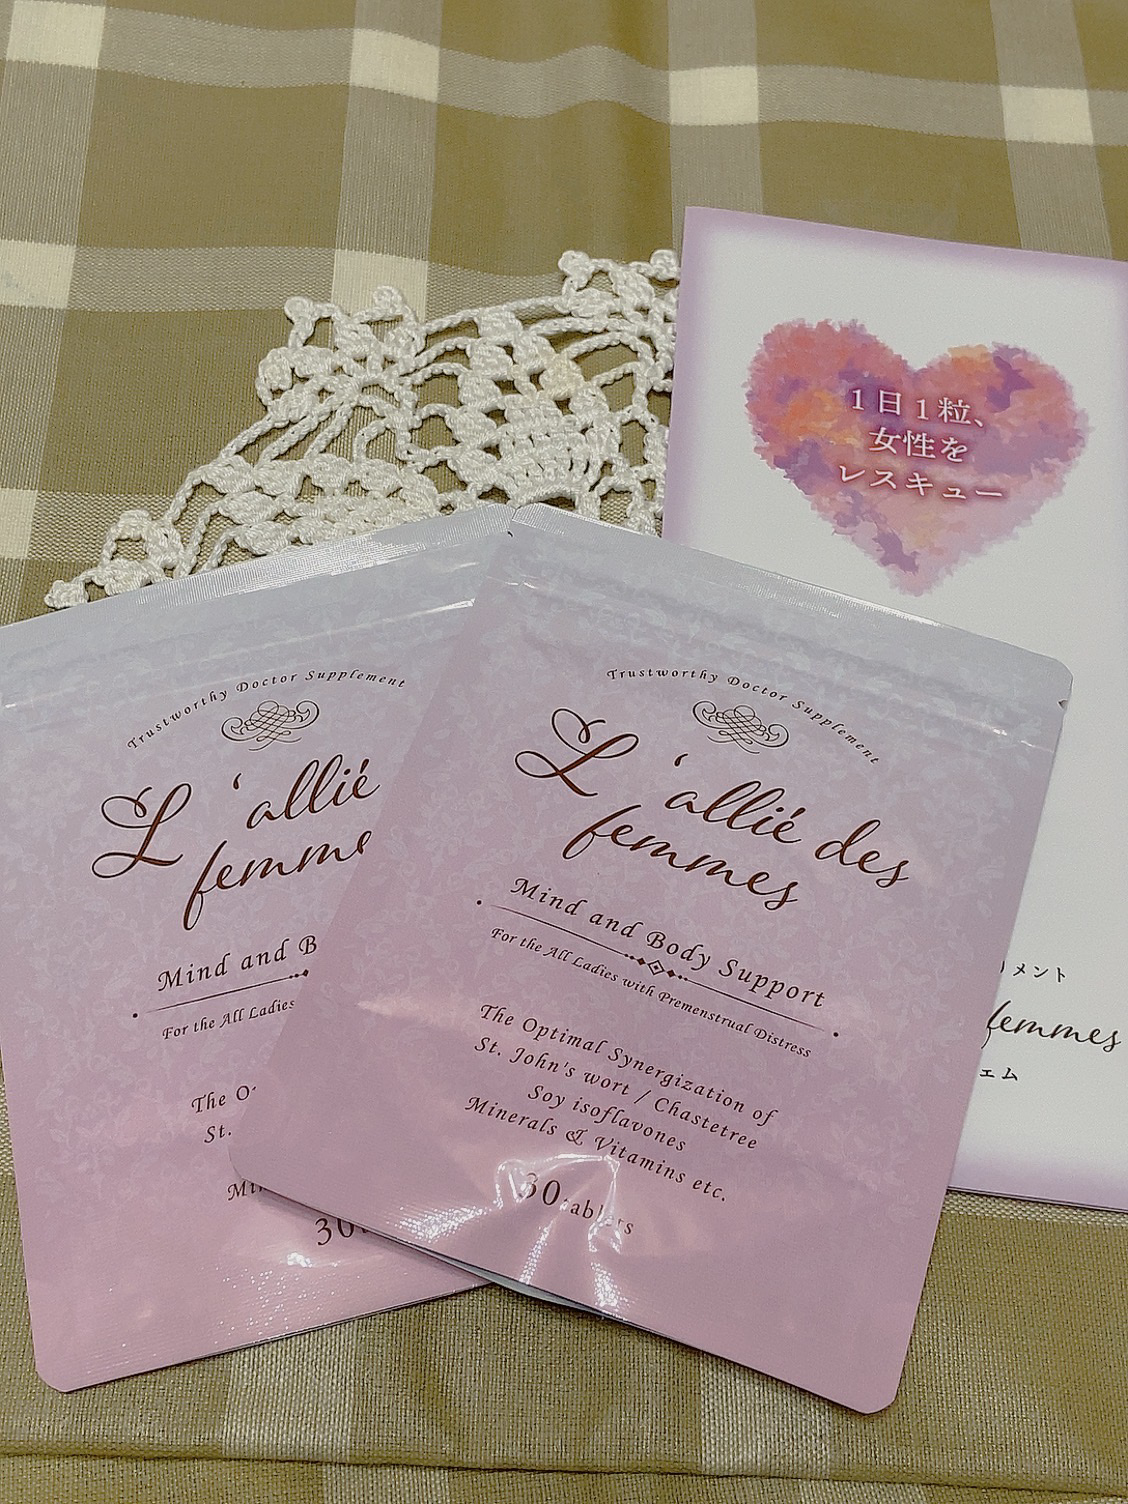 1日1粒、
女性を
レスキュー
Trustworthy Doctor Supplement
L'allié
femme
Mind and B
For the All Ladies
The O
St.
Mi
30
Trustworthy Doctor Supplement
L'allié des
femmes
Mind and Body Support
For the All Ladies with Premenstrual Distress
The Optimal Synergization of
St. John's wort / Chastetree
Soy isoflavones
Minerals & Vitamins etc.
30tablets
リメント
femmes
ェム